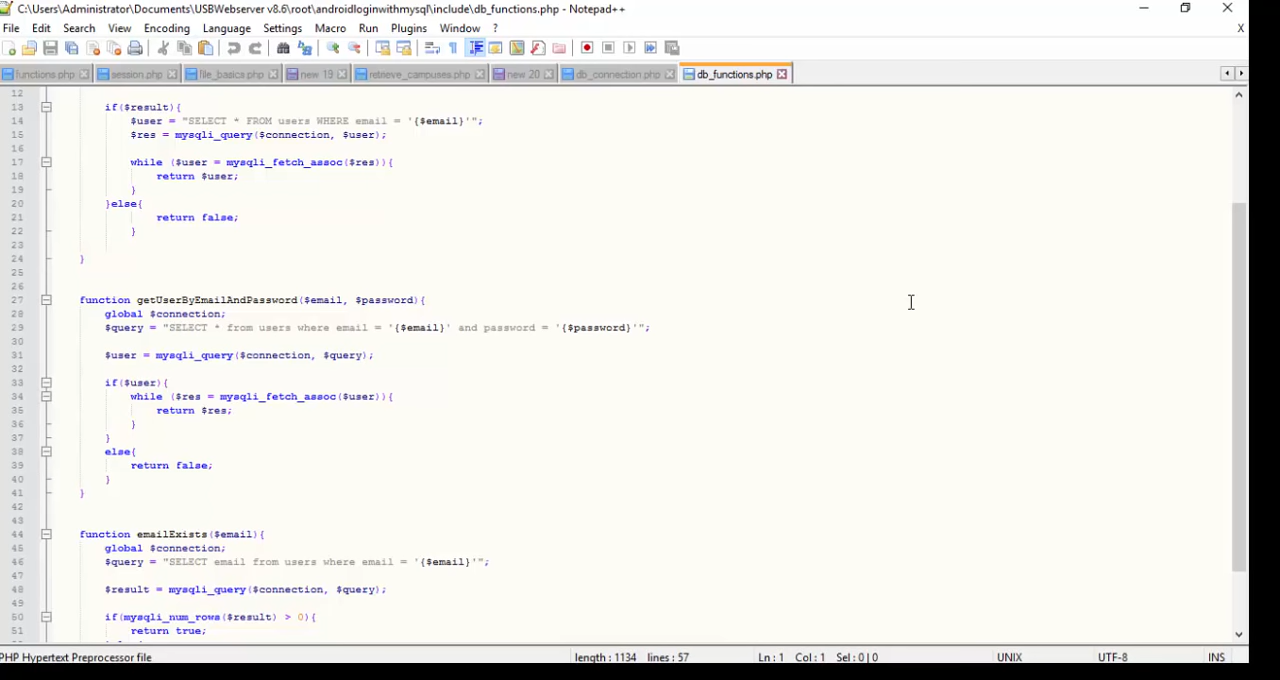 C:\Users\Administrator\Documents\USBWebserver v8.6\root\androidloginwithmysql\include\db_functions.php - Notepad++
File Edit Search View Encoding Language Settings Macro Run Plugins Window ? X
functions.php session.php file_basica.php new 19 retrieve_campuses.php new 20 db_connection.php db_functions.php
12
13 if($result){
14 $user = "SELECT * FROM users WHERE email = '{$email}'";
15 $res = mysqli_query($connection, $user);
16
17 while ($user = mysqli_fetch_assoc($res)){
18 return $user;
19 }
20 }else{
21 return false;
22 }
23
24 }
25
26
27 function getUserByEmailAndPassword($email, $password){
28 global $connection;
29 $query = "SELECT * from users where email = '{$email}' and password = '{$password}'";
30
31 $user = mysqli_query($connection, $query);
32
33 if($user){
34 while ($res = mysqli_fetch_assoc($user)){
35 return $res;
36 }
37 }
38 else{
39 return false;
40 }
41 }
42
43
44 function emailExists($email){
45 global $connection;
46 $query = "SELECT email from users where email = '{$email}'";
47
48 $result = mysqli_query($connection, $query);
49
50 if(mysqli_num_rows($result) > 0){
51 return true;
PHP Hypertext Preprocessor file length : 1134 lines : 57 Ln : 1 Col : 1 Sel : 0 | 0 UNIX UTF-8 INS